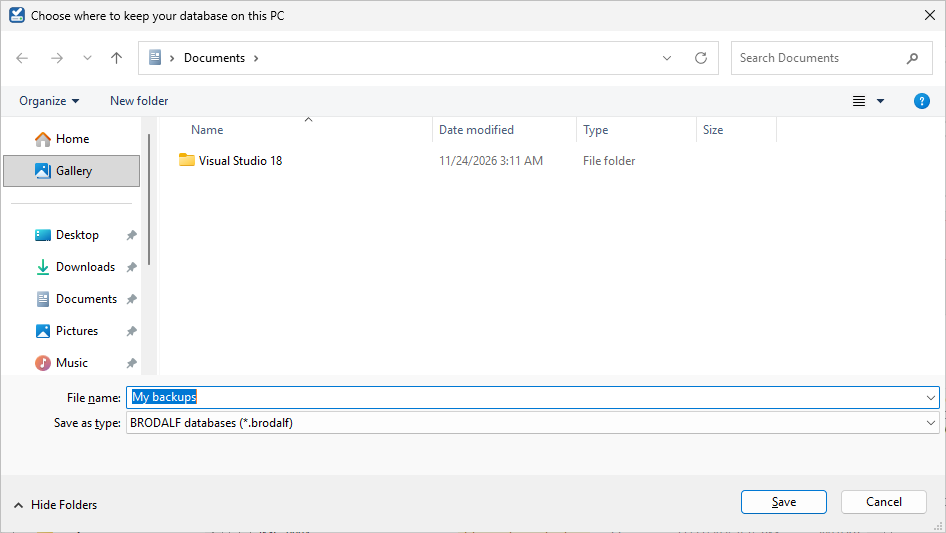 Choose where to keep your database on this PC
Documents
Search Documents
Organize
New folder
Name
Date modified
Type
Size
Home
Gallery
Visual Studio 18
11/24/2026 3:11 AM
File folder
Desktop
Downloads
Documents
Pictures
Music
File name:
My backups
Save as type:
BRODALF databases (*.brodalf)
Hide Folders
Save
Cancel